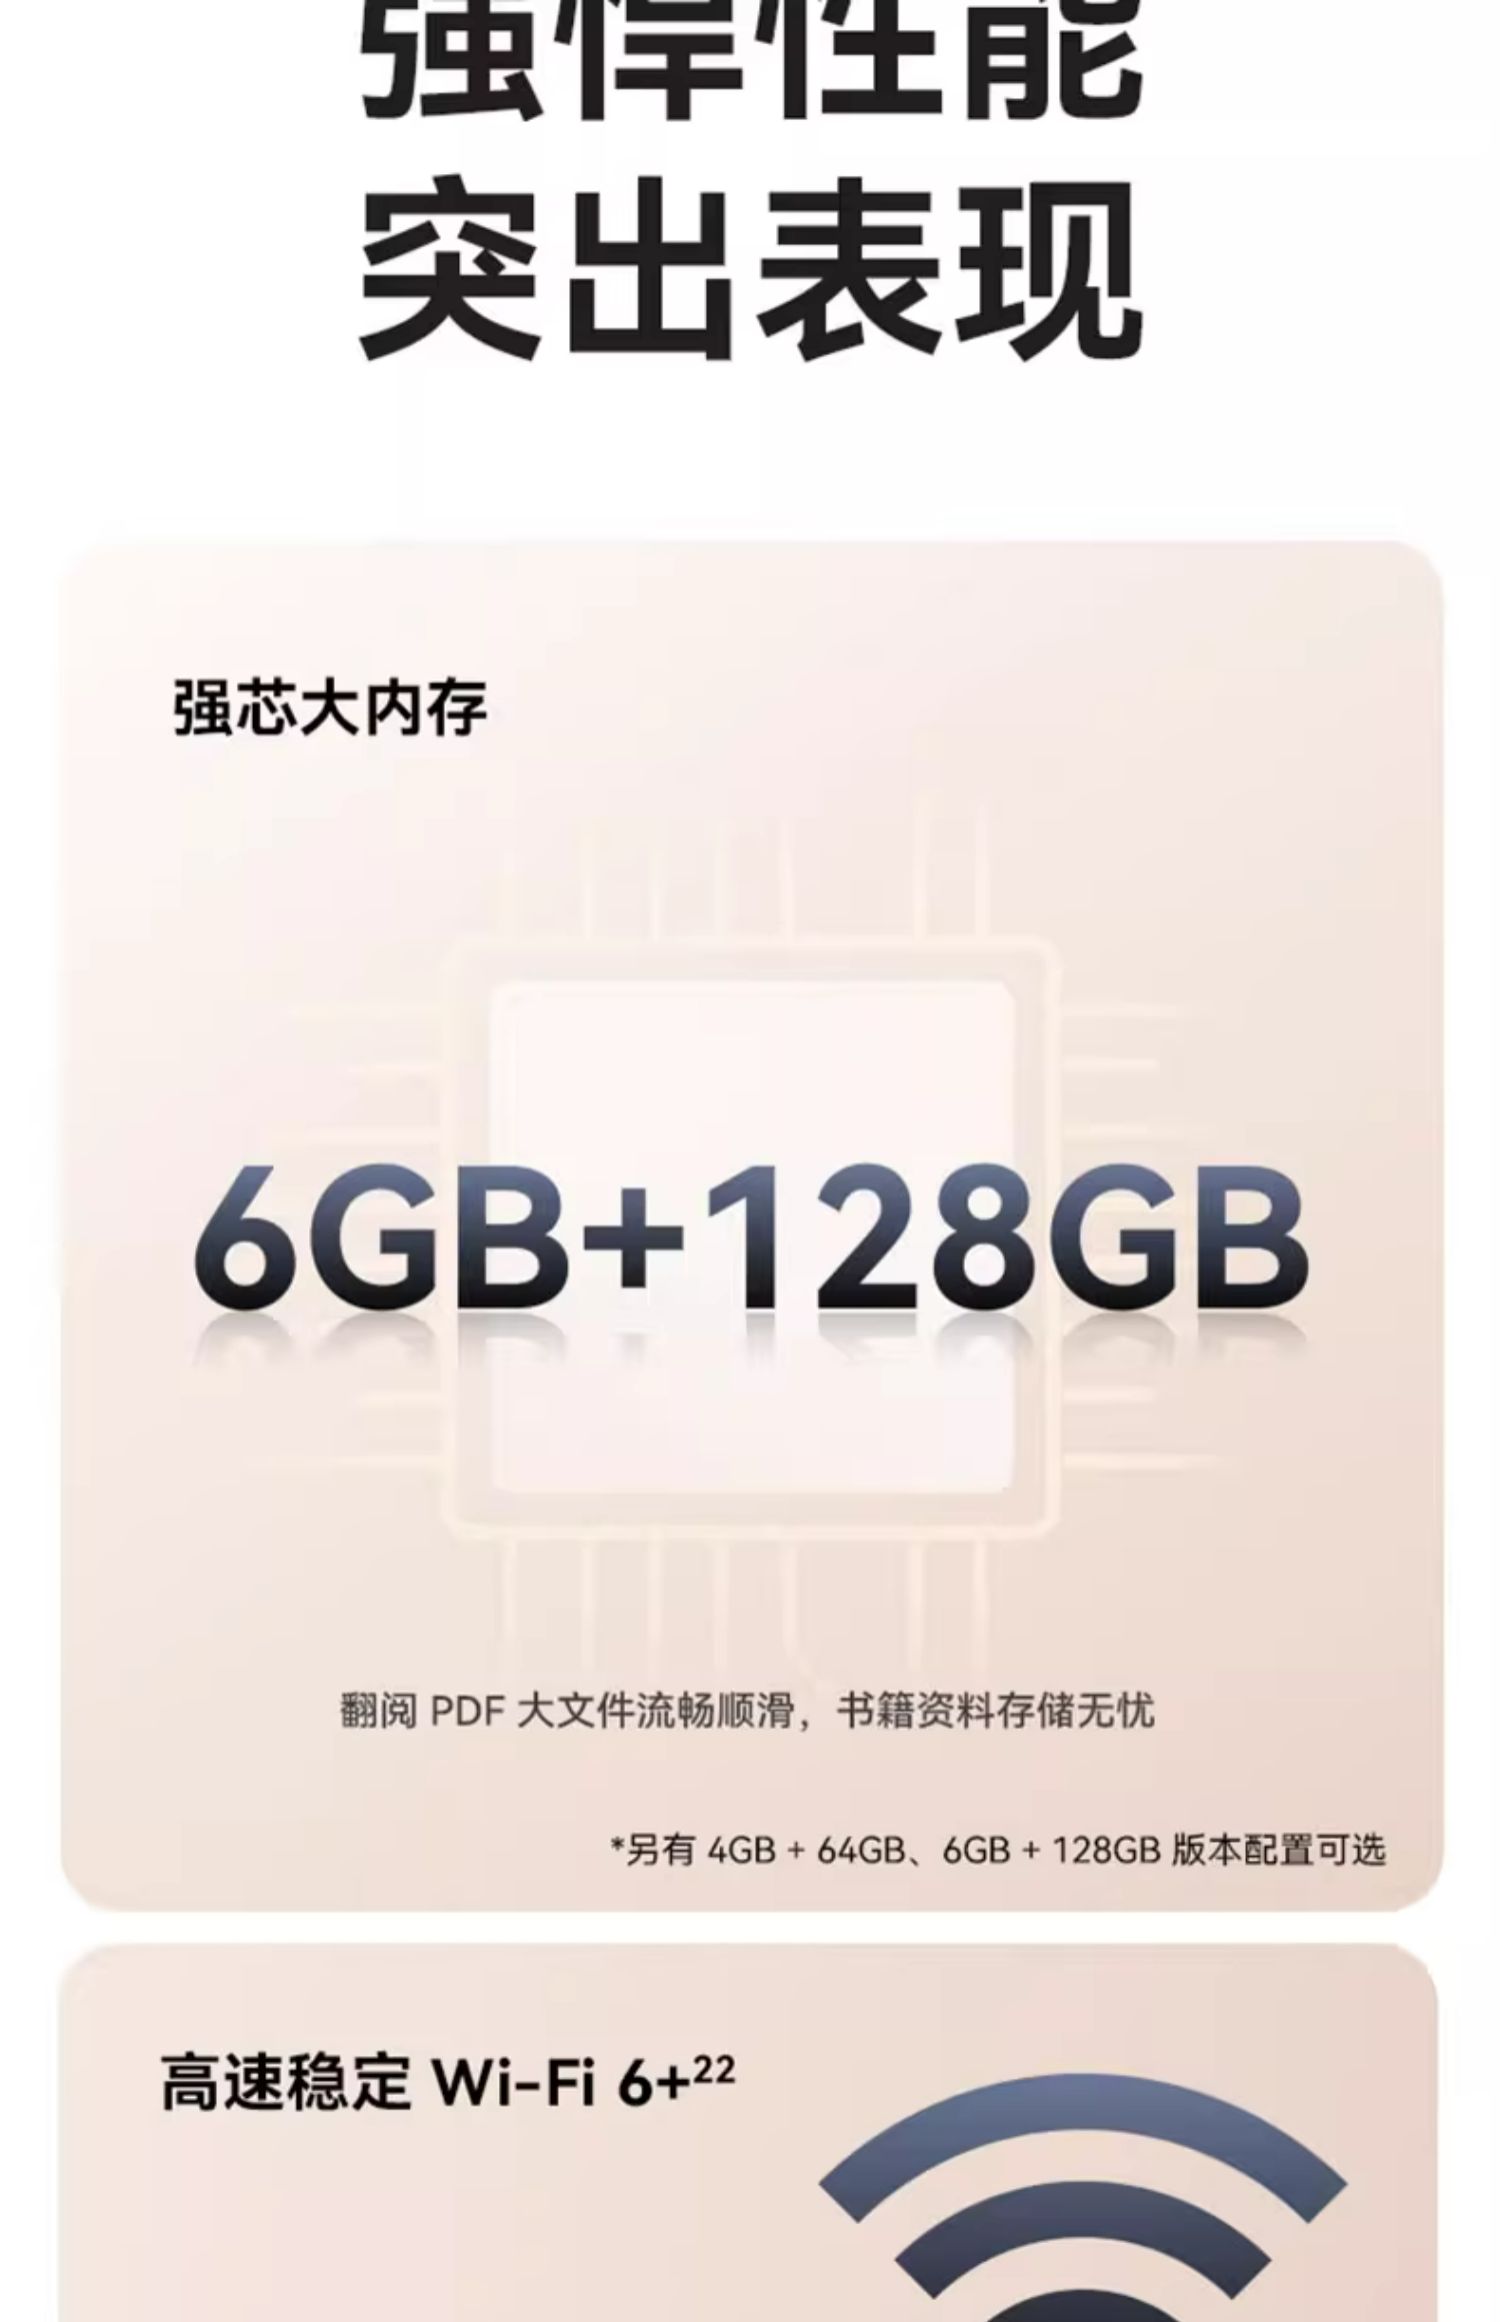 强悍性能
突出表现
强芯大内存
6GB+128GB
翻阅 PDF 大文件流畅顺滑，书籍资料存储无忧
*另有 4GB + 64GB、6GB + 128GB 版本配置可选
高速稳定 Wi-Fi 6+²²